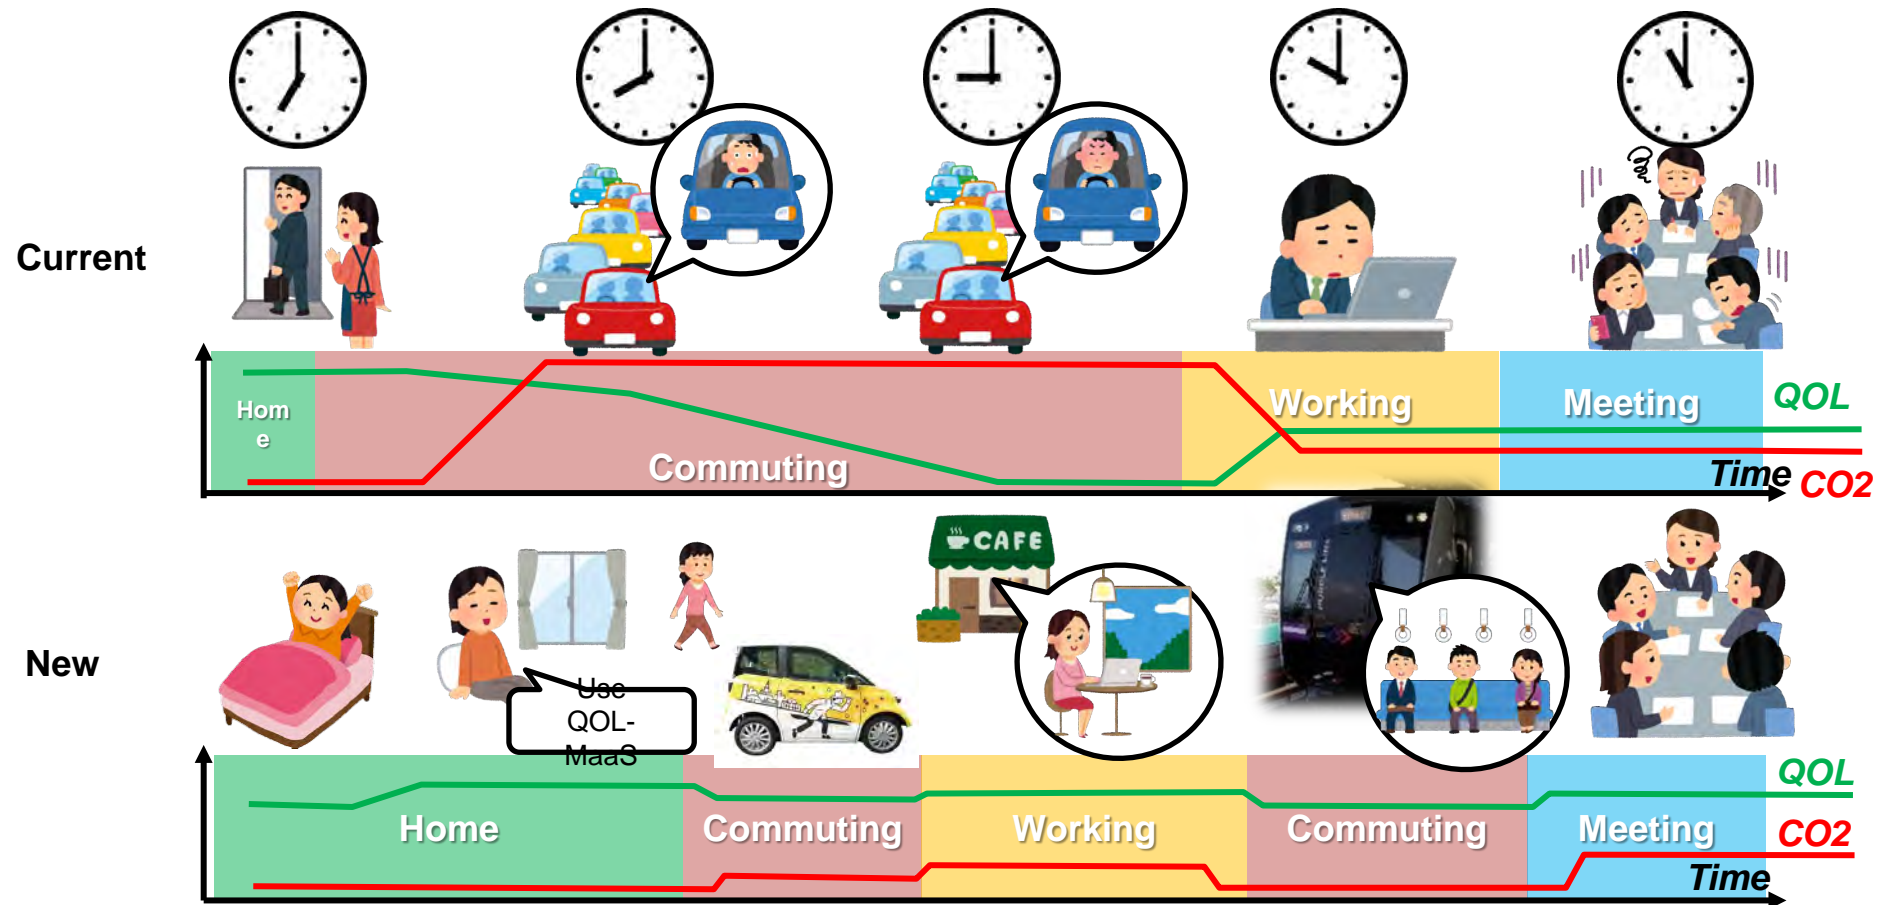 Current
Hom
e
Commuting
Working
Meeting
QOL
Time
CO2
New
CAFE
Use
QOL-
MaaS
Home
Commuting
Working
Commuting
Meeting
QOL
CO2
Time